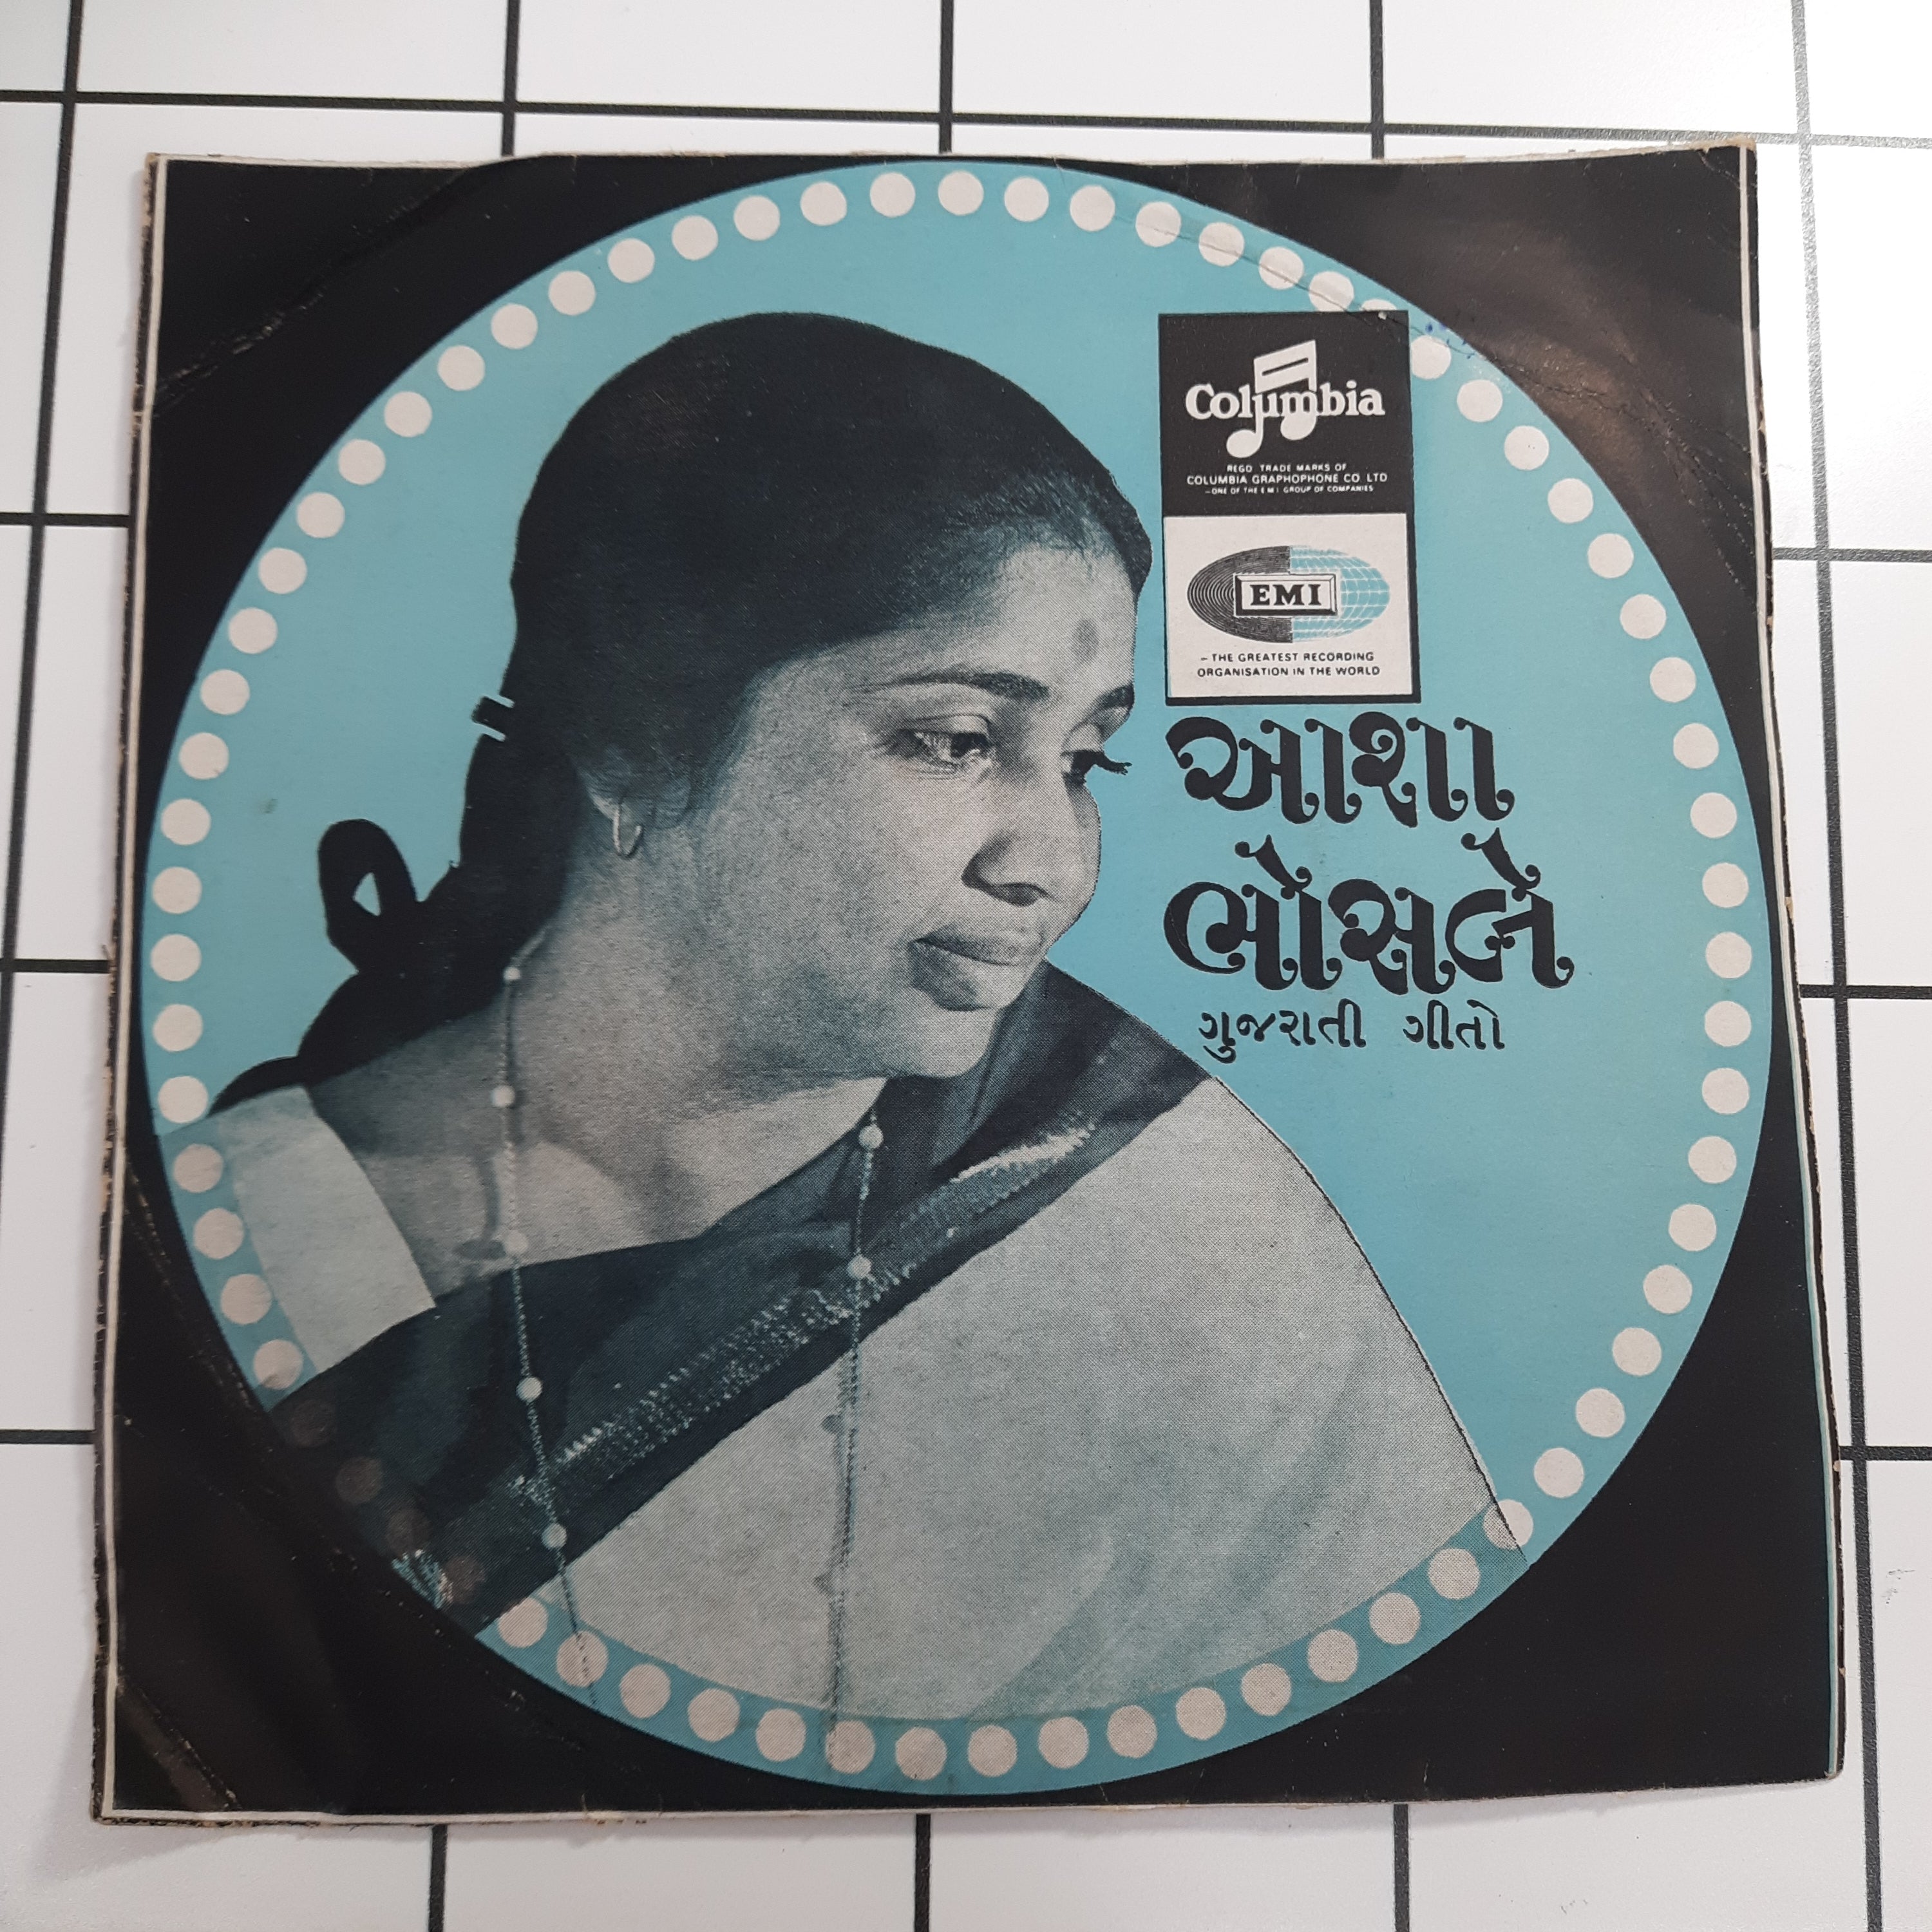 Columbia
REGD TRADE MARKS OF
COLUMBIA GRAPHOPHONE CO LTD
—ONE OF THE E M I GROUP OF COMPANIES
EMI
– THE GREATEST RECORDING
ORGANISATION IN THE WORLD
આશા
ભોંસલે
ગુજરાતી ગીતો